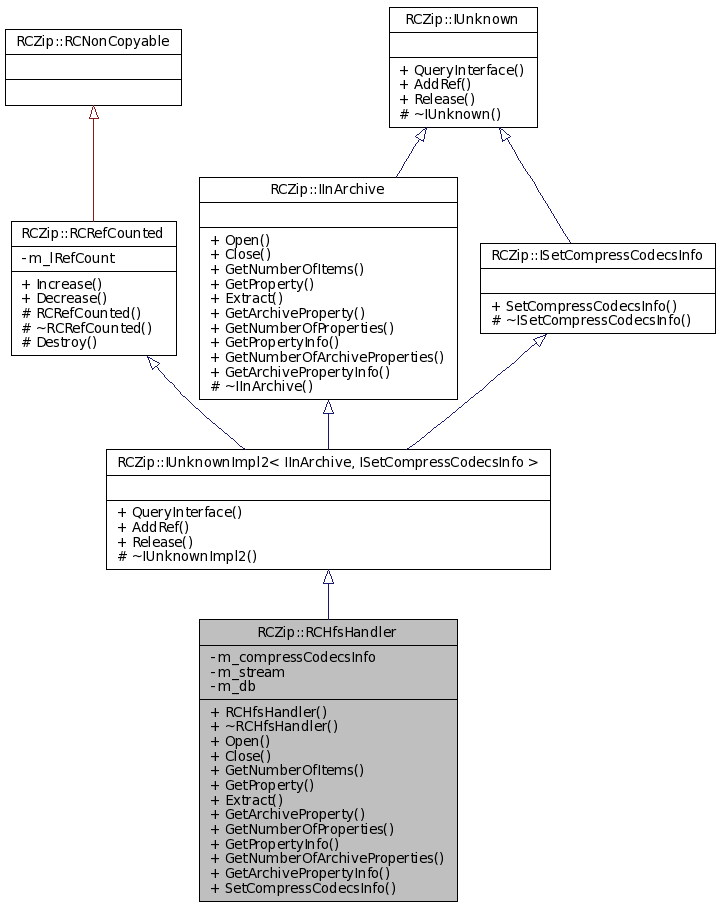 RCZip::IUnknown
+ QueryInterface()
+ AddRef()
+ Release()
# ~IUnknown()
RCZip::RCNonCopyable
RCZip::IInArchive
+ Open()
+ Close()
+ GetNumberOfItems()
+ GetProperty()
+ Extract()
+ GetArchiveProperty()
+ GetNumberOfProperties()
+ GetPropertyInfo()
+ GetNumberOfArchiveProperties()
+ GetArchivePropertyInfo()
# ~IInArchive()
RCZip::RCRefCounted
- m_lRefCount
+ Increase()
+ Decrease()
# RCRefCounted()
# ~RCRefCounted()
# Destroy()
RCZip::ISetCompressCodecsInfo
+ SetCompressCodecsInfo()
# ~ISetCompressCodecsInfo()
RCZip::IUnknownImpl2< IInArchive, ISetCompressCodecsInfo >
+ QueryInterface()
+ AddRef()
+ Release()
# ~IUnknownImpl2()
RCZip::RCHfsHandler
- m_compressCodecsInfo
- m_stream
- m_db
+ RCHfsHandler()
+ ~RCHfsHandler()
+ Open()
+ Close()
+ GetNumberOfItems()
+ GetProperty()
+ Extract()
+ GetArchiveProperty()
+ GetNumberOfProperties()
+ GetPropertyInfo()
+ GetNumberOfArchiveProperties()
+ GetArchivePropertyInfo()
+ SetCompressCodecsInfo()